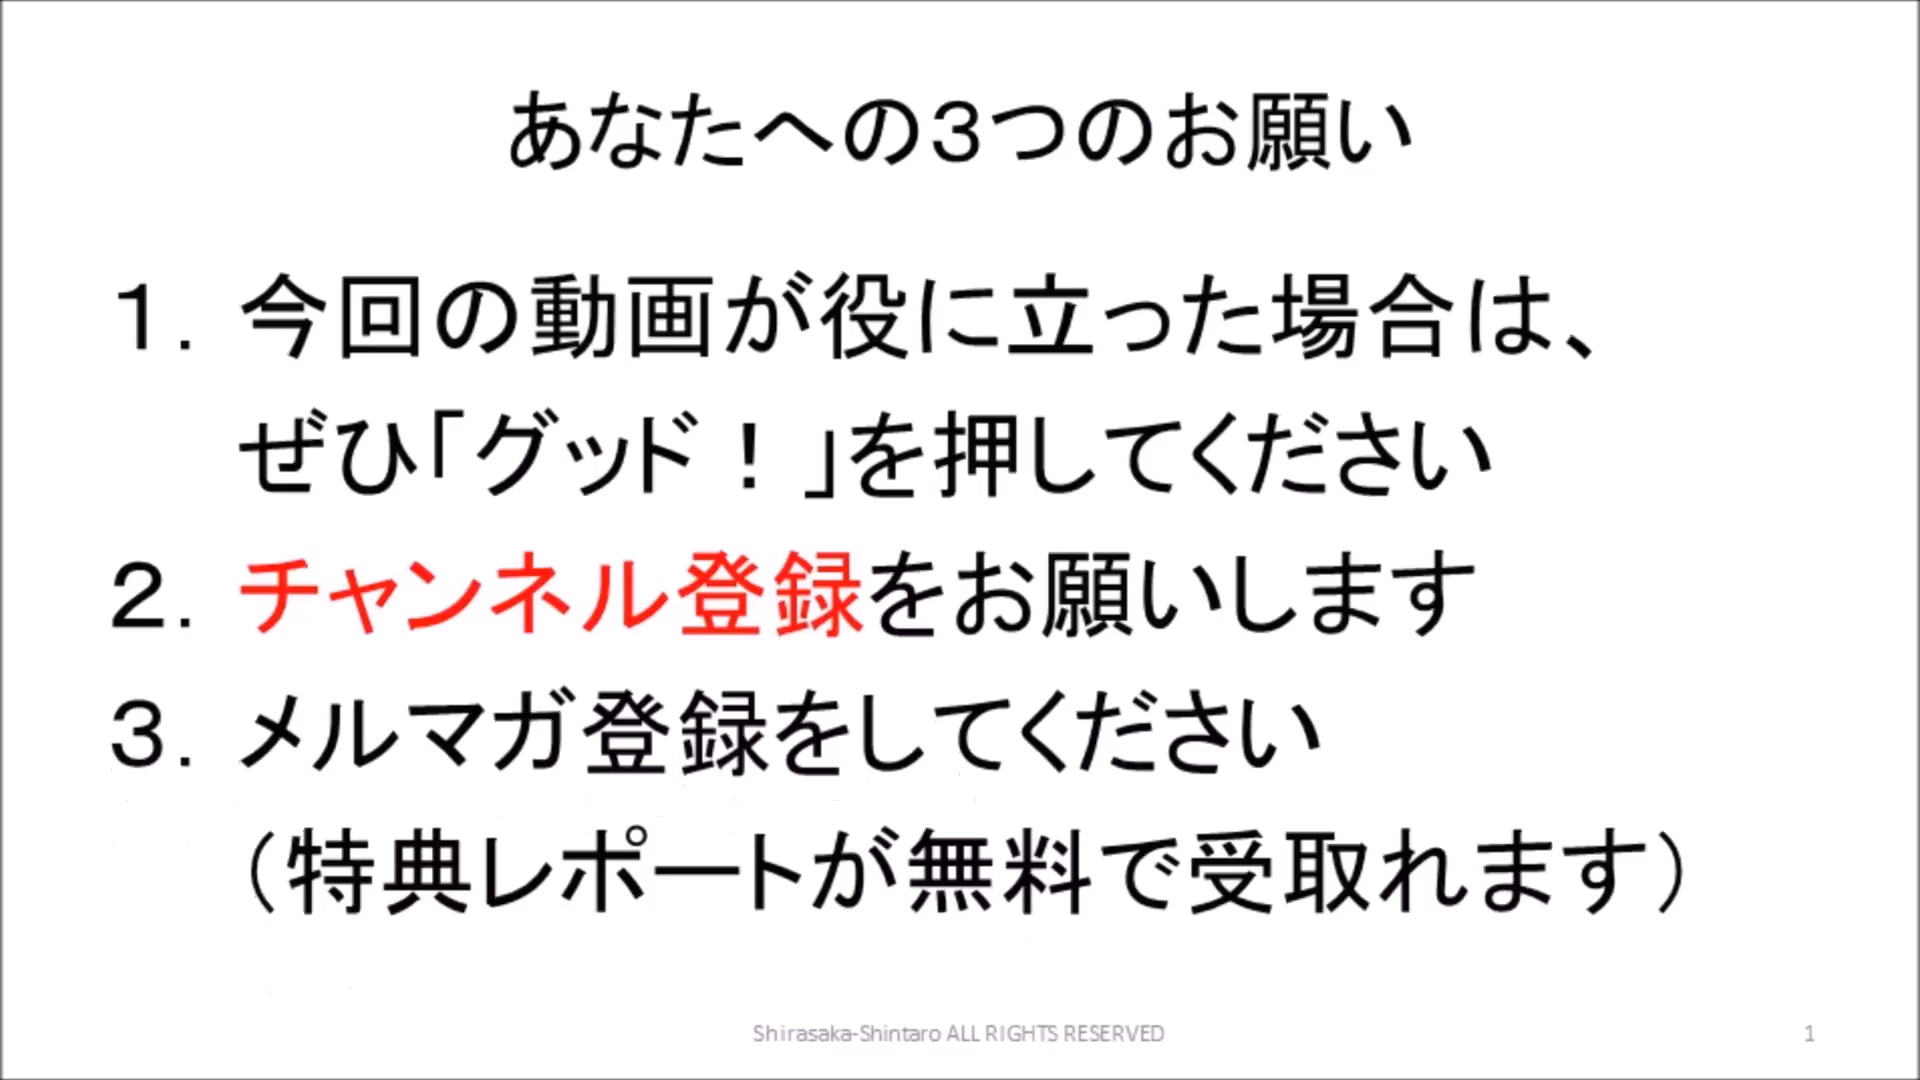 あなたへの３つのお願い
１．今回の動画が役に立った場合は、
ぜひ「グッド！」を押してください
２．チャンネル登録をお願いします
３．メルマガ登録をしてください
（特典レポートが無料で受取れます）
Shirasaka-Shintaro ALL RIGHTS RESERVED
1